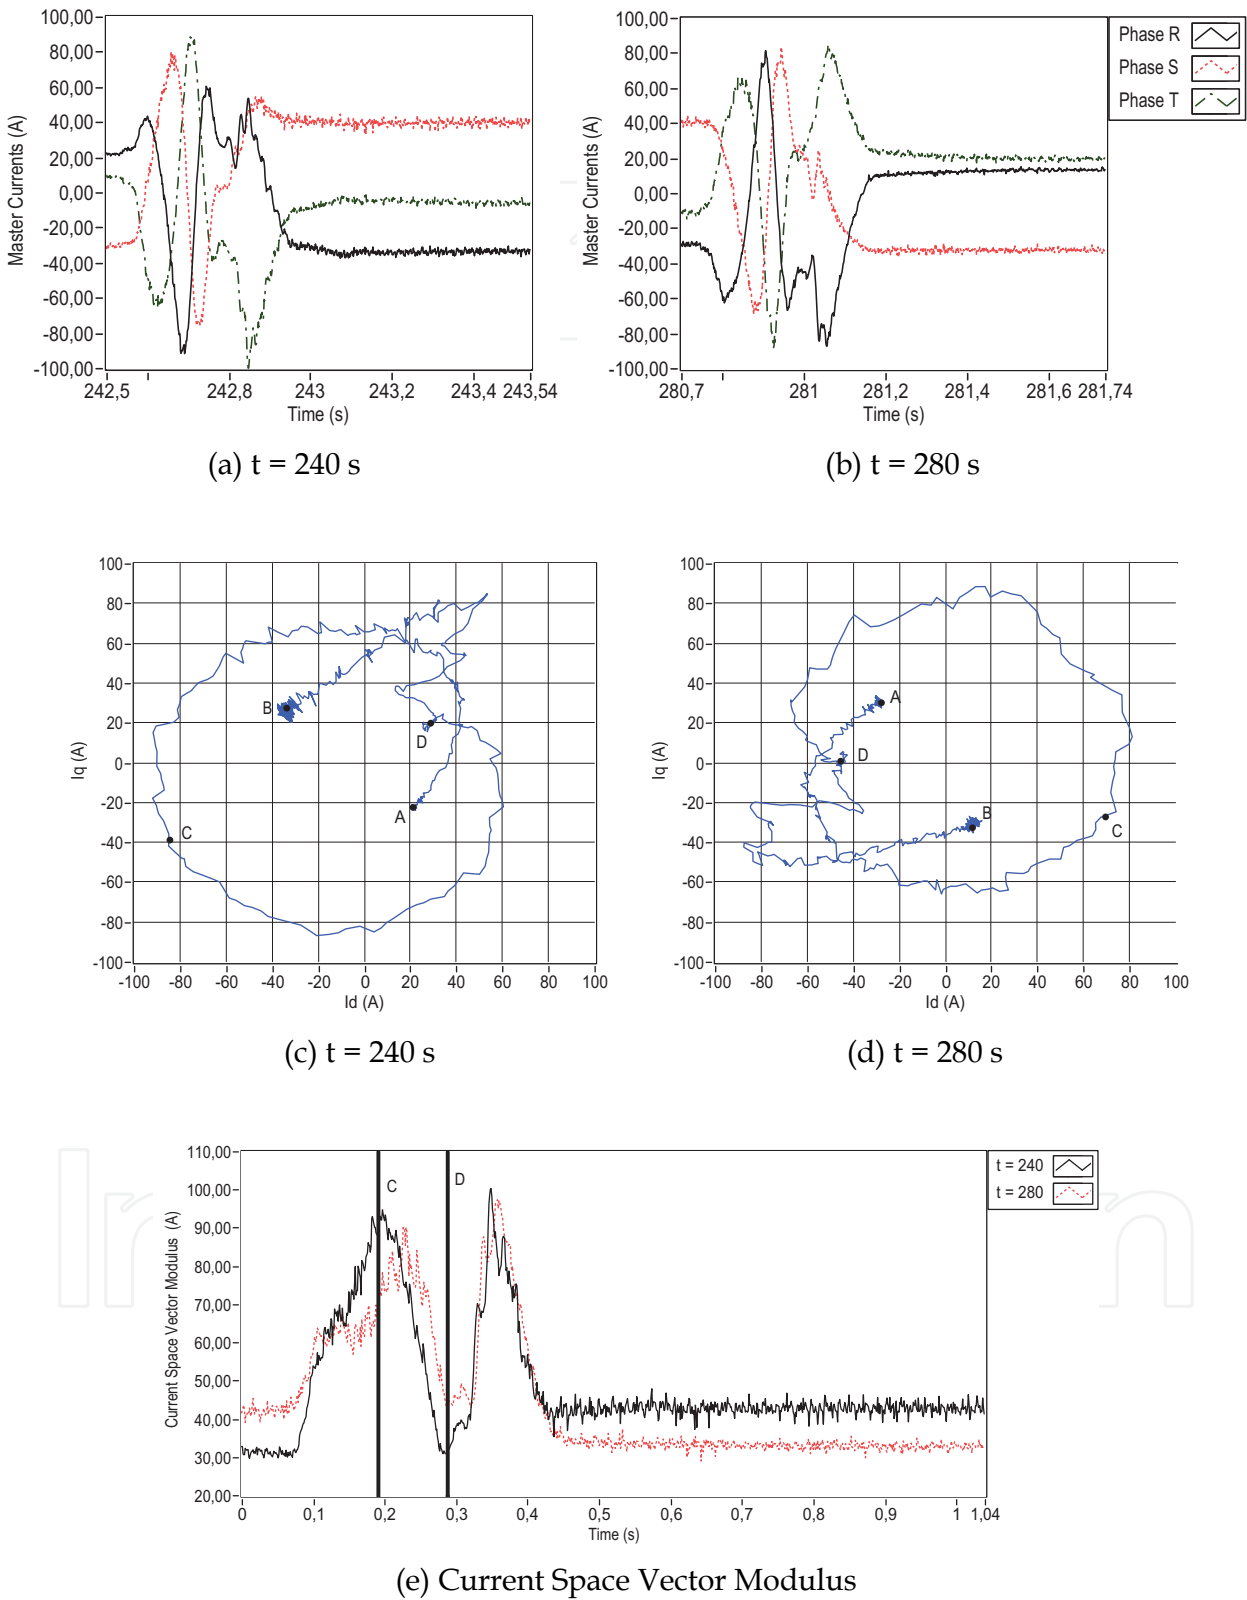 100,00
80,00
60,00
40,00
20,00
0,00
-20,00
-40,00
-60,00
-80,00
-100,00
Master Currents (A)
242,5 242,8 243 243,2 243,4 243,54
Time (s)
(a) t = 240 s
100,00
80,00
60,00
40,00
20,00
0,00
-20,00
-40,00
-60,00
-80,00
-100,00
Master Currents (A)
280,7 281 281,2 281,4 281,6 281,74
Time (s)
Phase R
Phase S
Phase T
(b) t = 280 s
100
80
60
40
20
0
-20
-40
-60
-80
-100
Iq (A)
B
D
A
C
-100 -80 -60 -40 -20 0 20 40 60 80 100
Id (A)
(c) t = 240 s
100
80
60
40
20
0
-20
-40
-60
-80
-100
Iq (A)
A
D
B
C
-100 -80 -60 -40 -20 0 20 40 60 80 100
Id (A)
(d) t = 280 s
110,00
100,00
90,00
80,00
70,00
60,00
50,00
40,00
30,00
20,00
Current Space Vector Modulus (A)
C
D
t = 240
t = 280
0 0,1 0,2 0,3 0,4 0,5 0,6 0,7 0,8 0,9 1 1,04
Time (s)
(e) Current Space Vector Modulus